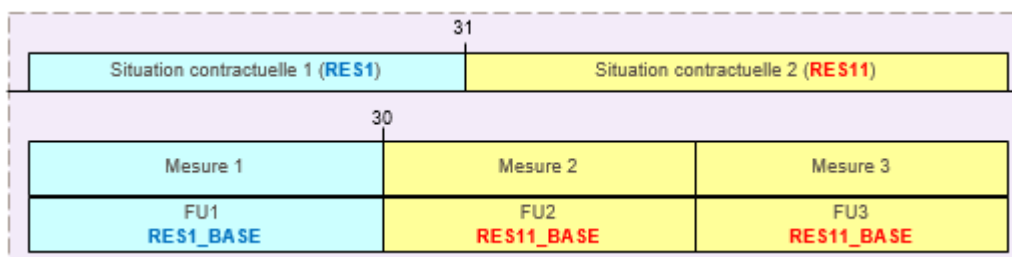 31
Situation contractuelle 1 (RES1)
Situation contractuelle 2 (RES11)
30
Mesure 1
Mesure 2
Mesure 3
FU1
RES1_BASE
FU2
RES11_BASE
FU3
RES11_BASE